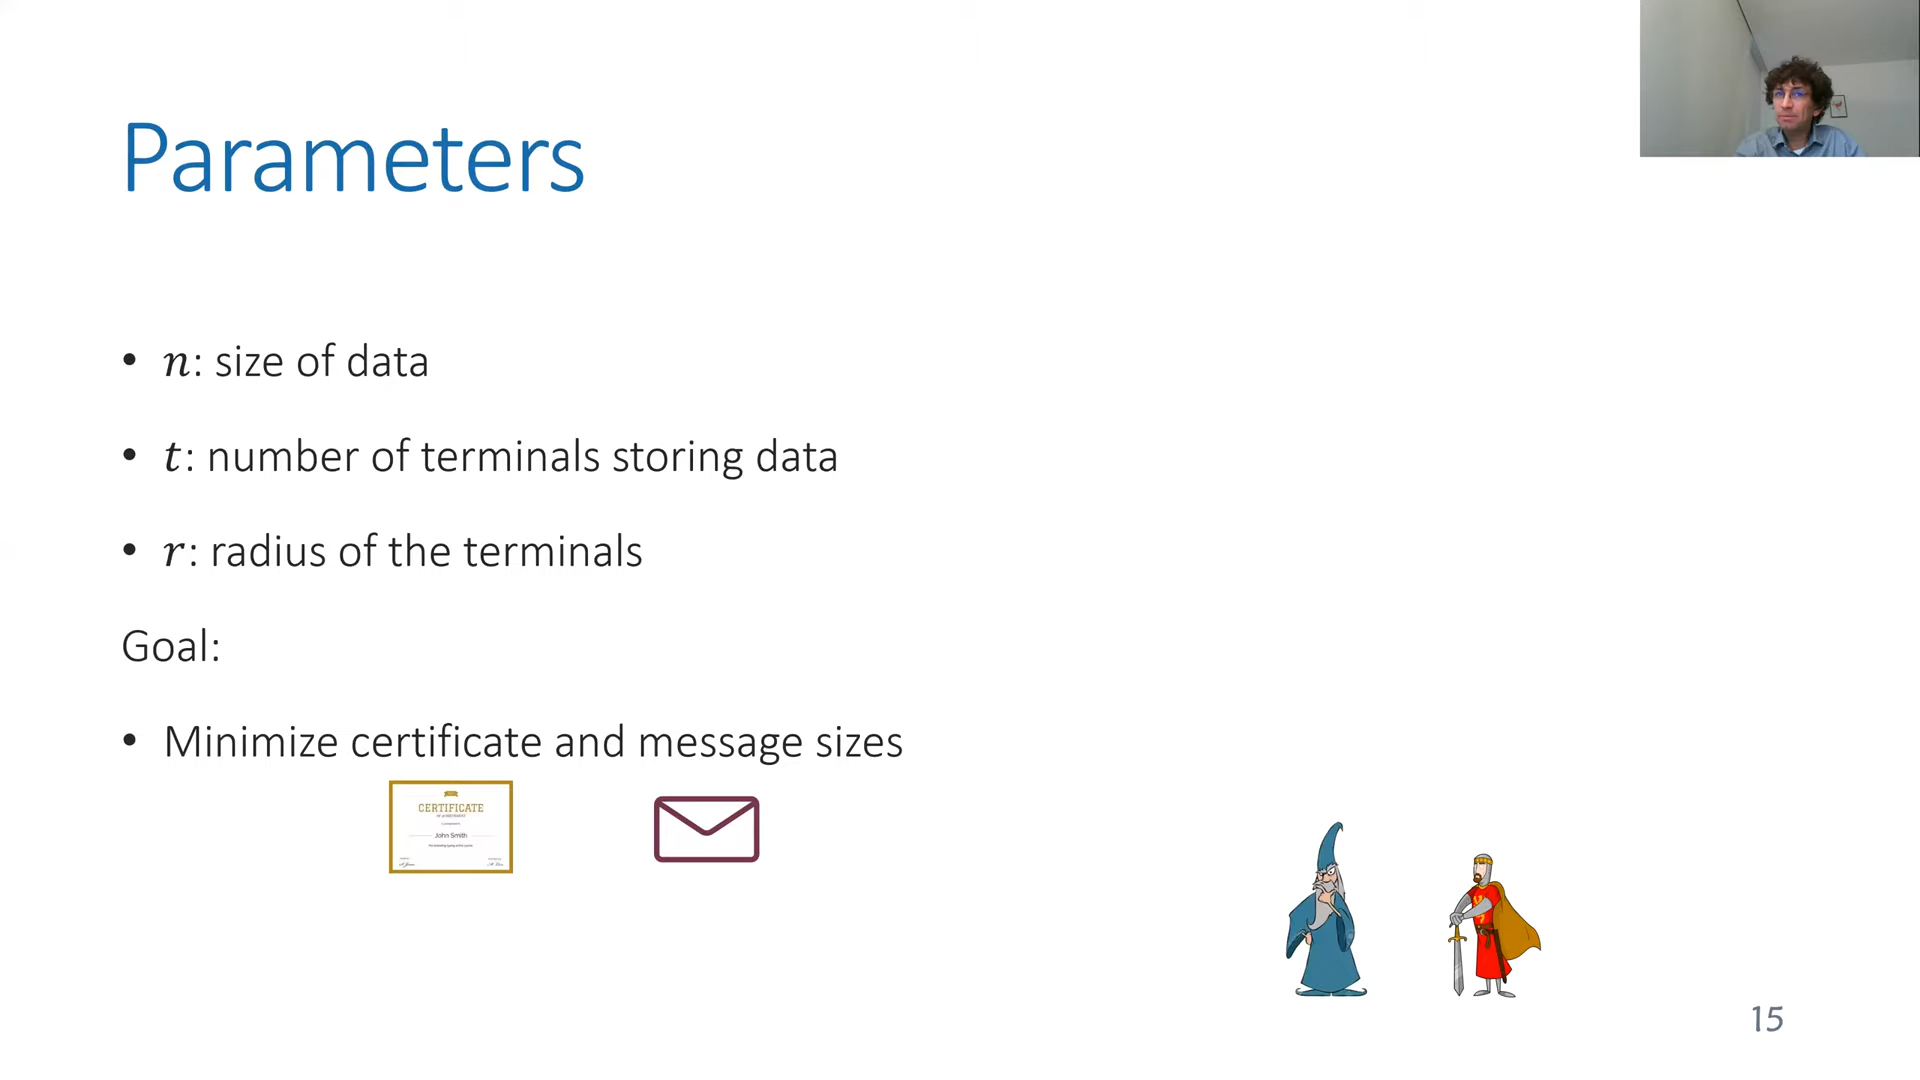 Parameters
• n: size of data
• t: number of terminals storing data
• r: radius of the terminals
Goal:
• Minimize certificate and message sizes
CERTIFICATE
John Smith
15